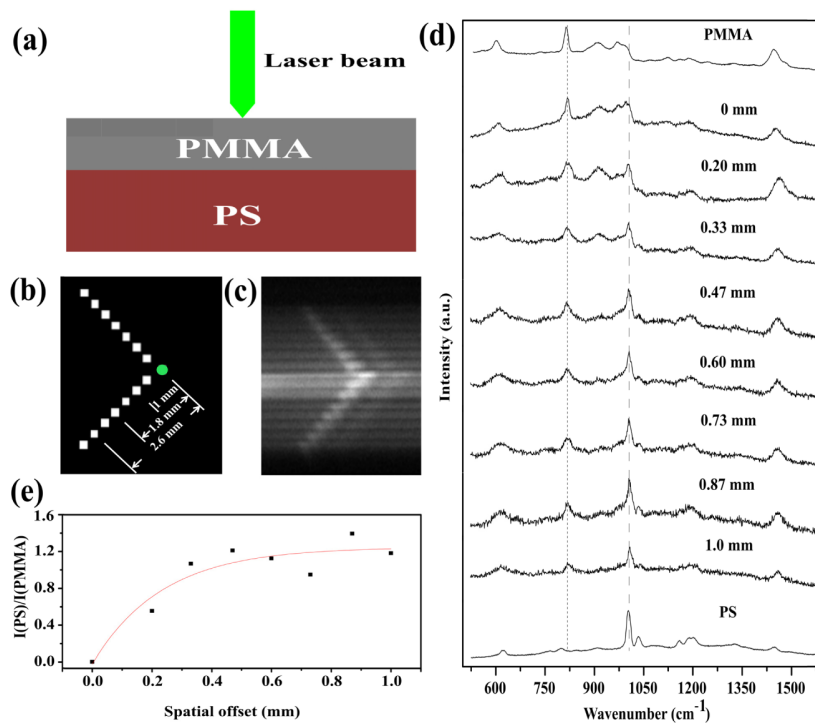 (a)
Laser beam
PMMA
PS
(b)
1 mm
1.8 mm
2.6 mm
(c)
(d)
PMMA
0 mm
0.20 mm
0.33 mm
0.47 mm
0.60 mm
0.73 mm
0.87 mm
1.0 mm
PS
Intensity (a.u.)
600 750 900 1050 1200 1350 1500
Wavenumber (cm⁻¹)
(e)
I(PS)/I(PMMA)
1.6
1.2
0.8
0.4
0.0
0.0 0.2 0.4 0.6 0.8 1.0
Spatial offset (mm)